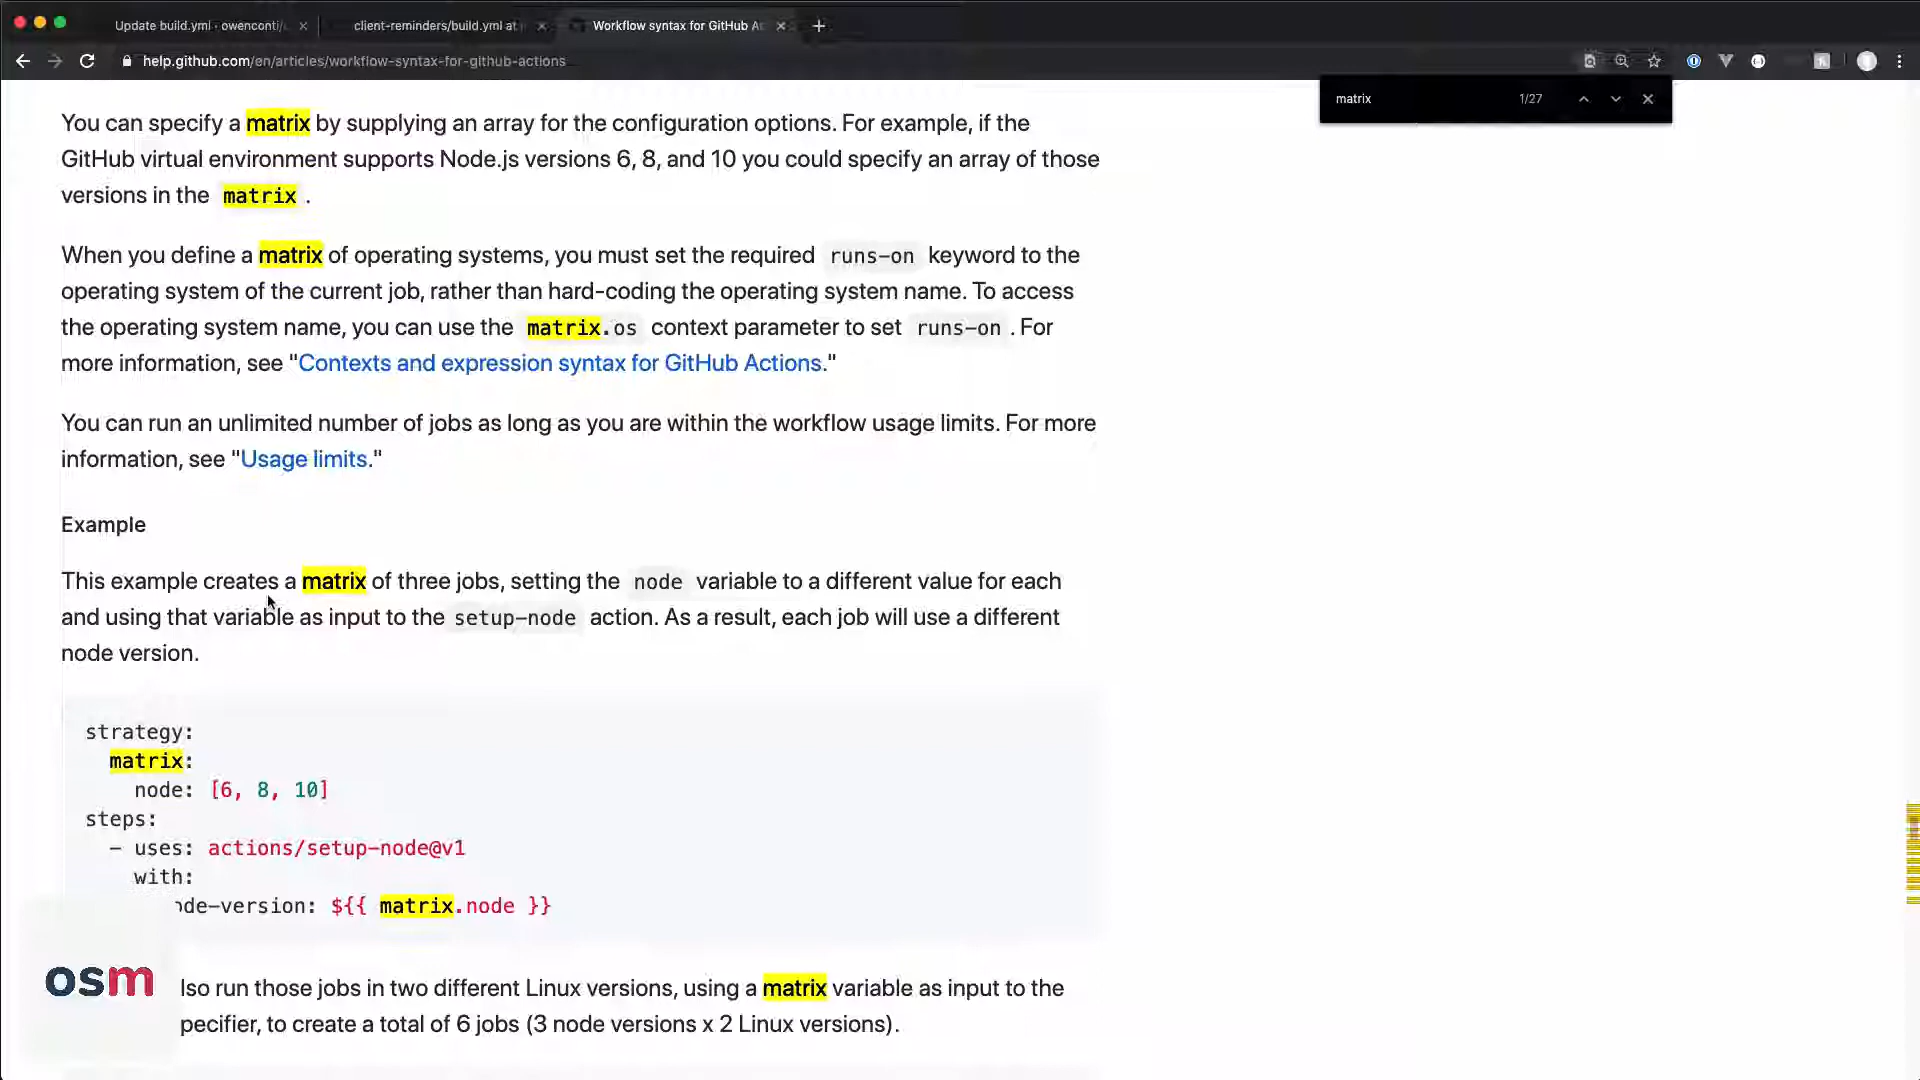 Update build.yml · owenconti/
client-reminders/build.yml at
Workflow syntax for GitHub A
help.github.com/en/articles/workflow-syntax-for-github-actions
matrix 1/27
You can specify a matrix by supplying an array for the configuration options. For example, if the
GitHub virtual environment supports Node.js versions 6, 8, and 10 you could specify an array of those
versions in the matrix .
When you define a matrix of operating systems, you must set the required runs-on keyword to the
operating system of the current job, rather than hard-coding the operating system name. To access
the operating system name, you can use the matrix.os context parameter to set runs-on . For
more information, see "Contexts and expression syntax for GitHub Actions."
You can run an unlimited number of jobs as long as you are within the workflow usage limits. For more
information, see "Usage limits."
Example
This example creates a matrix of three jobs, setting the node variable to a different value for each
and using that variable as input to the setup-node action. As a result, each job will use a different
node version.
strategy:
matrix:
node: [6, 8, 10]
steps:
- uses: actions/setup-node@v1
with:
ode-version: ${{ matrix.node }}
osm
lso run those jobs in two different Linux versions, using a matrix variable as input to the
pecifier, to create a total of 6 jobs (3 node versions x 2 Linux versions).